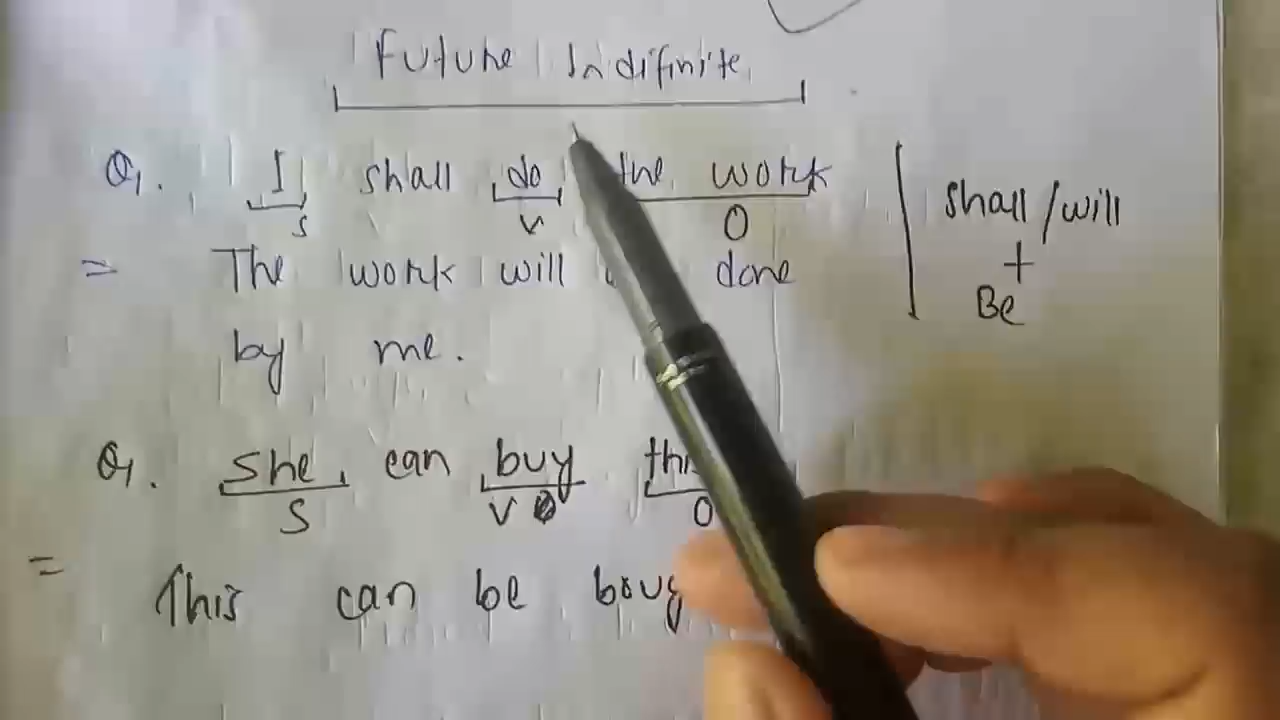 Future Indifinite
Q1. I shall do the work
S V O
= The work will done
by me.
shall/will
+
Be
Q1. She can buy
S V O
= This can be